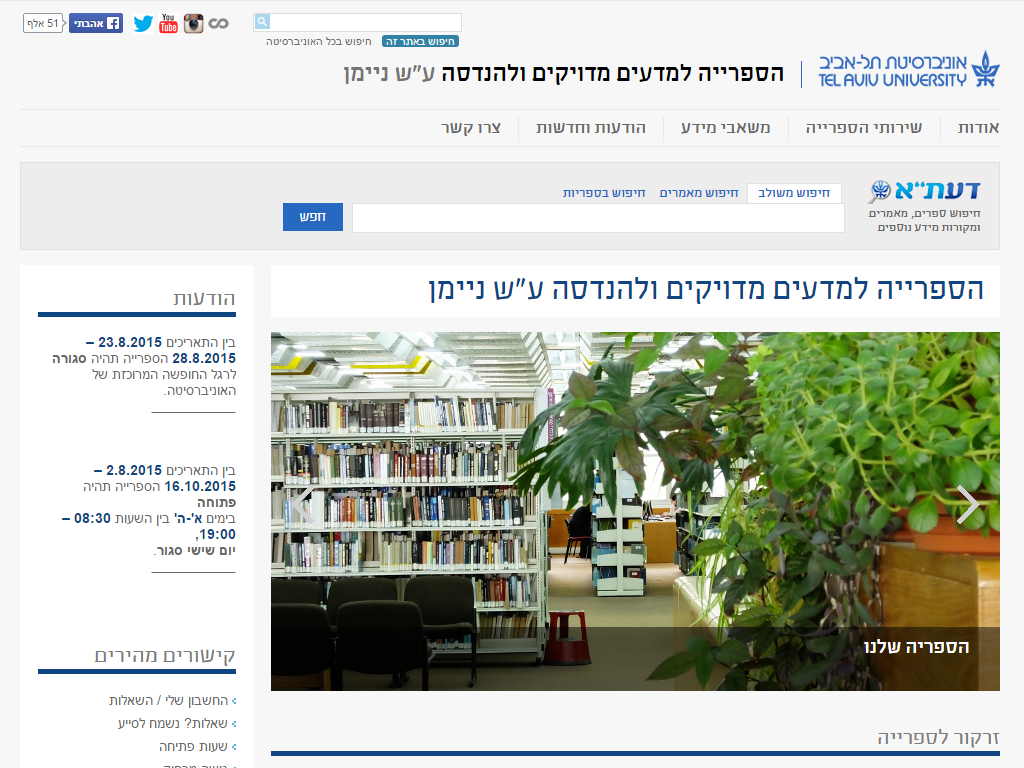 51 אלף
אהבתי
You
Tube
חיפוש באתר זה
חיפוש בכל האוניברסיטה
אוניברסיטת תל-אביב
TEL AVIV UNIVERSITY
הספרייה למדעים מדויקים ולהנדסה ע"ש ניימן
אודות
שירותי הספרייה
משאבי מידע
הודעות וחדשות
צרו קשר
דעת"א
חיפוש ספרים, מאמרים
ומקורות מידע נוספים
חיפוש משולב
חיפוש מאמרים
חיפוש בספריות
חפש
הספרייה למדעים מדויקים ולהנדסה ע"ש ניימן
הספריה שלנו
זרקור לספרייה
הודעות
בין התאריכים 23.8.2015 –
28.8.2015 הספרייה תהיה סגורה
לרגל החופשה המרוכזת של
האוניברסיטה.
בין התאריכים 2.8.2015 –
16.10.2015 הספרייה תהיה
פתוחה
בימים א'-ה' בין השעות 08:30 –
19:00,
יום שישי סגור.
קישורים מהירים
החשבון שלי / השאלות
שאלות? נשמח לסייע
שעות פתיחה